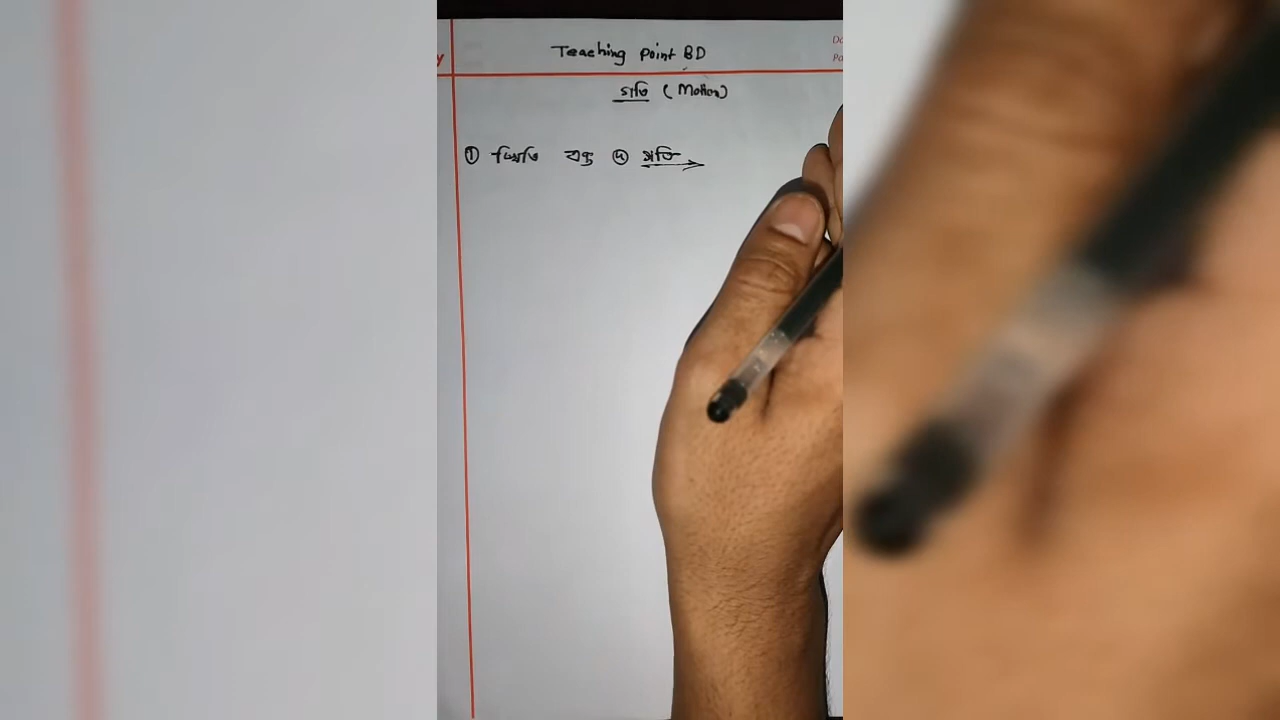 Teaching Point BD
গতি (Motion)
① স্থিতি বস্তু ② গতি